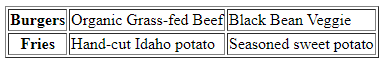 Burgers Organic Grass-fed Beef Black Bean Veggie
Fries Hand-cut Idaho potato Seasoned sweet potato